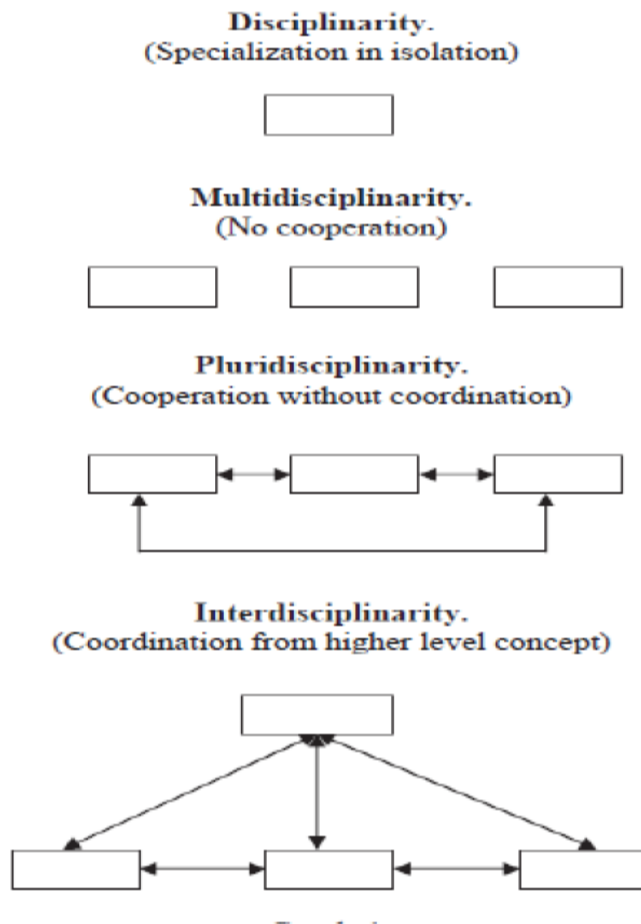 Disciplinarity.
(Specialization in isolation)
Multidisciplinarity.
(No cooperation)
Pluridisciplinarity.
(Cooperation without coordination)
Interdisciplinarity.
(Coordination from higher level concept)